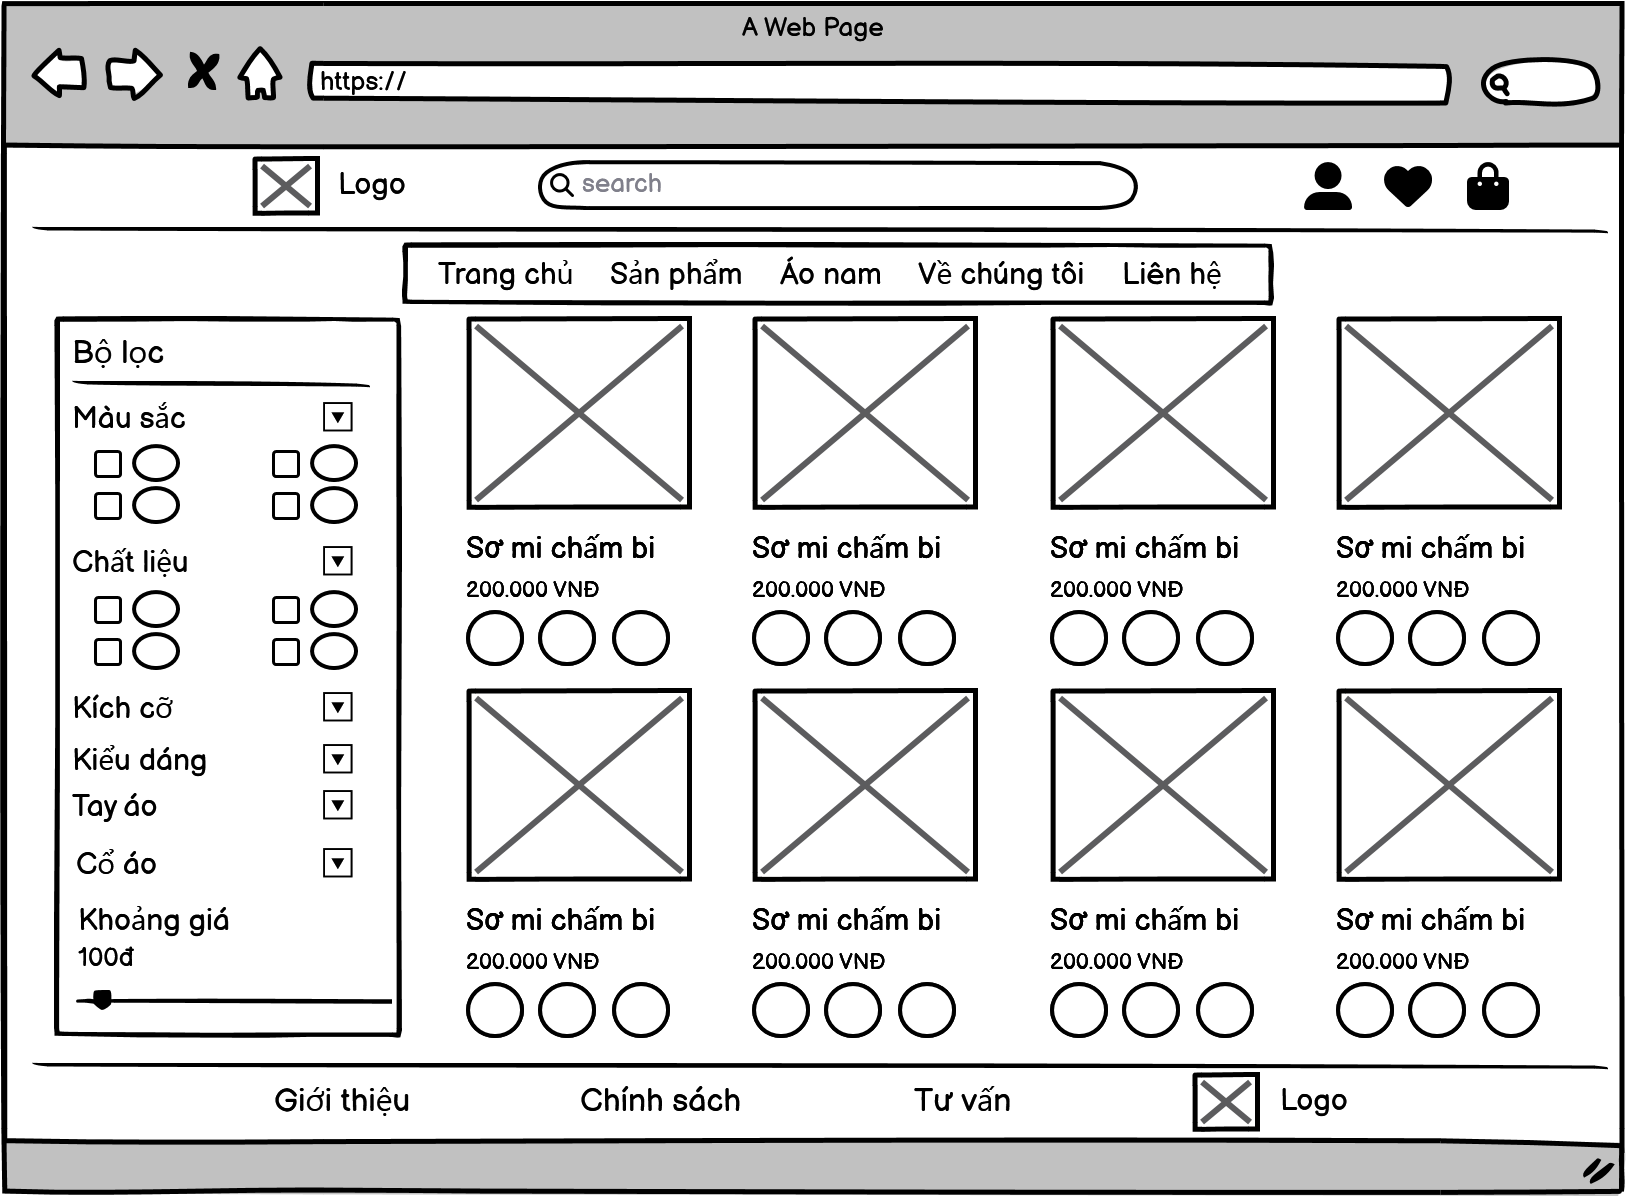 A Web Page
https://
Logo
search
Trang chủ Sản phẩm Áo nam Về chúng tôi Liên hệ
Bộ lọc
Màu sắc
Chất liệu
Kích cỡ
Kiểu dáng
Tay áo
Cổ áo
Khoảng giá
100đ
Sơ mi chấm bi Sơ mi chấm bi Sơ mi chấm bi Sơ mi chấm bi
200.000 VNĐ 200.000 VNĐ 200.000 VNĐ 200.000 VNĐ
Sơ mi chấm bi Sơ mi chấm bi Sơ mi chấm bi Sơ mi chấm bi
200.000 VNĐ 200.000 VNĐ 200.000 VNĐ 200.000 VNĐ
Giới thiệu Chính sách Tư vấn Logo